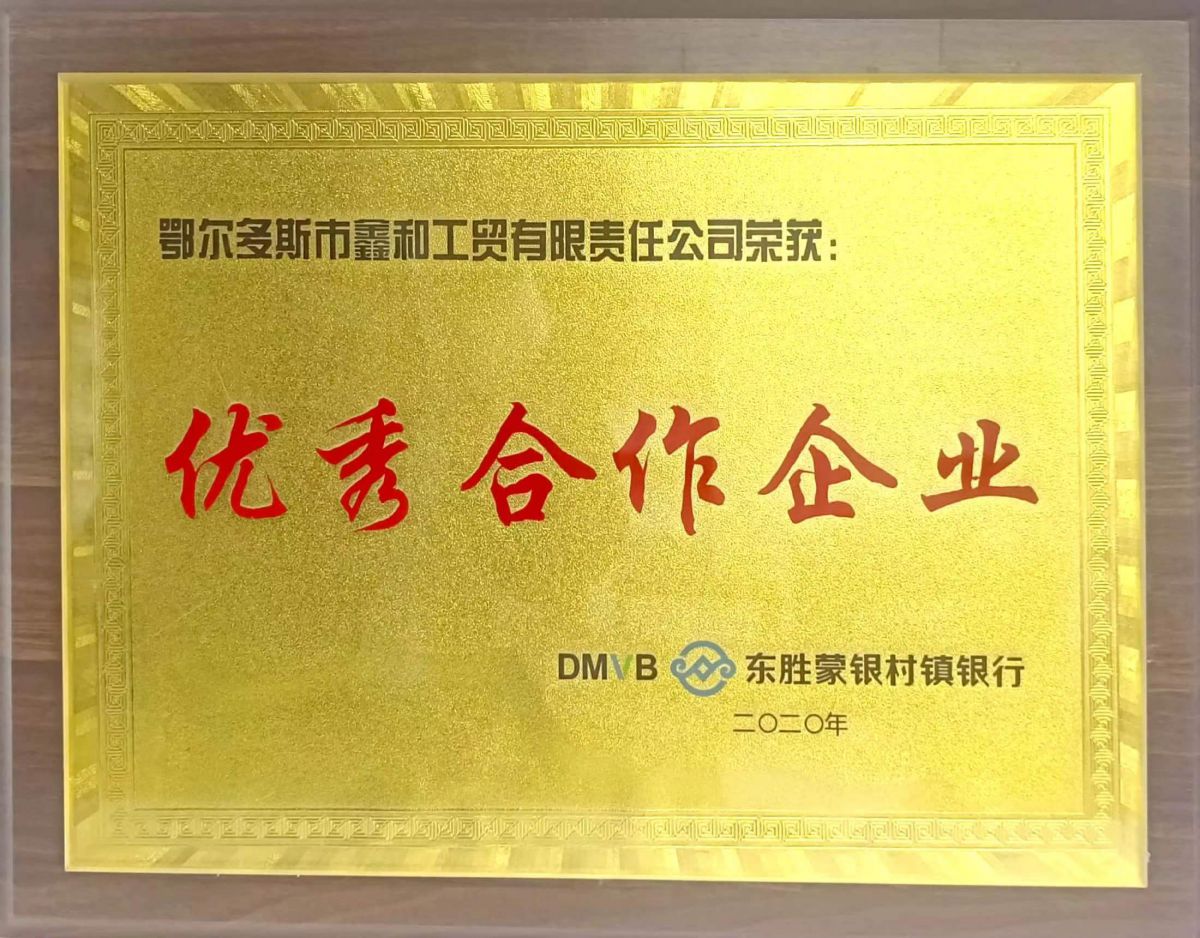 鄂尔多斯市鑫和工贸有限责任公司荣获：
优秀合作企业
DMVB 东胜蒙银村镇银行
二〇二〇年